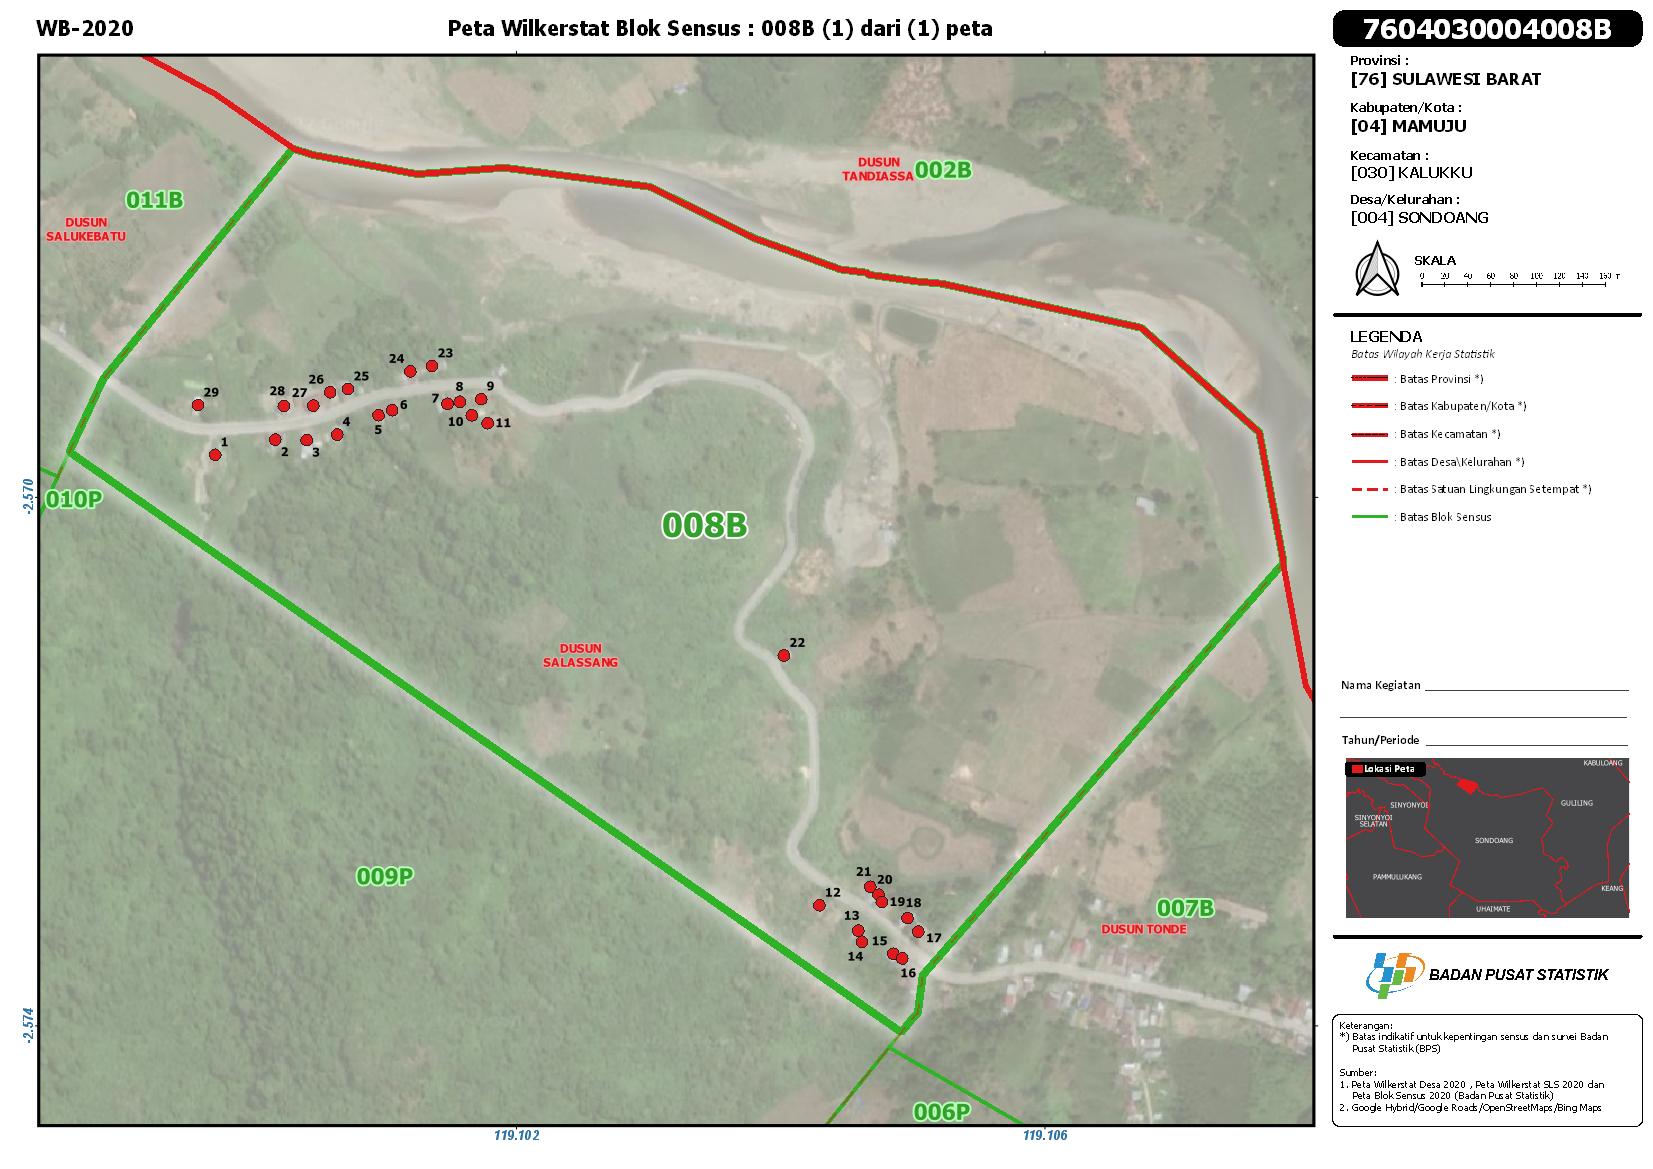 WB-2020
Peta Wilkerstat Blok Sensus : 008B (1) dari (1) peta
7604030004008B
Provinsi :
[76] SULAWESI BARAT
Kabupaten/Kota :
[04] MAMUJU
Kecamatan :
[030] KALUKKU
Desa/Kelurahan :
[004] SONDOANG
SKALA
0 20 40 60 80 100 120 140 160 m
LEGENDA
Batas Wilayah Kerja Statistik
: Batas Provinsi *)
: Batas Kabupaten/Kota *)
: Batas Kecamatan *)
: Batas Desa\Kelurahan *)
: Batas Satuan Lingkungan Setempat *)
: Batas Blok Sensus
Nama Kegiatan
Tahun/Periode
Lokasi Peta
KABULOANG
SINYONYOI
GULILING
SINYONYOI
SELATAN
SONDOANG
PAMMULUKANG
KEANG
UHAIMATE
BADAN PUSAT STATISTIK
Keterangan:
*) Batas indikatif untuk kepentingan sensus dan survei Badan
Pusat Statistik (BPS)
Sumber:
1. Peta Wilkerstat Desa 2020 , Peta Wilkerstat SLS 2020 dan
Peta Blok Sensus 2020 (Badan Pusat Statistik)
2. Google Hybrid/Google Roads/OpenStreetMaps/Bing Maps
DUSUN
TANDIASSA
002B
011B
DUSUN
SALUKEBATU
24
23
26
25
29
28
27
8
9
7
6
10
11
5
4
1
2
3
010P
008B
22
DUSUN
SALASSANG
009P
21
20
12
19
18
13
15
17
14
16
007B
DUSUN TONDE
006P
-2.570
-2.574
119.102
119.106